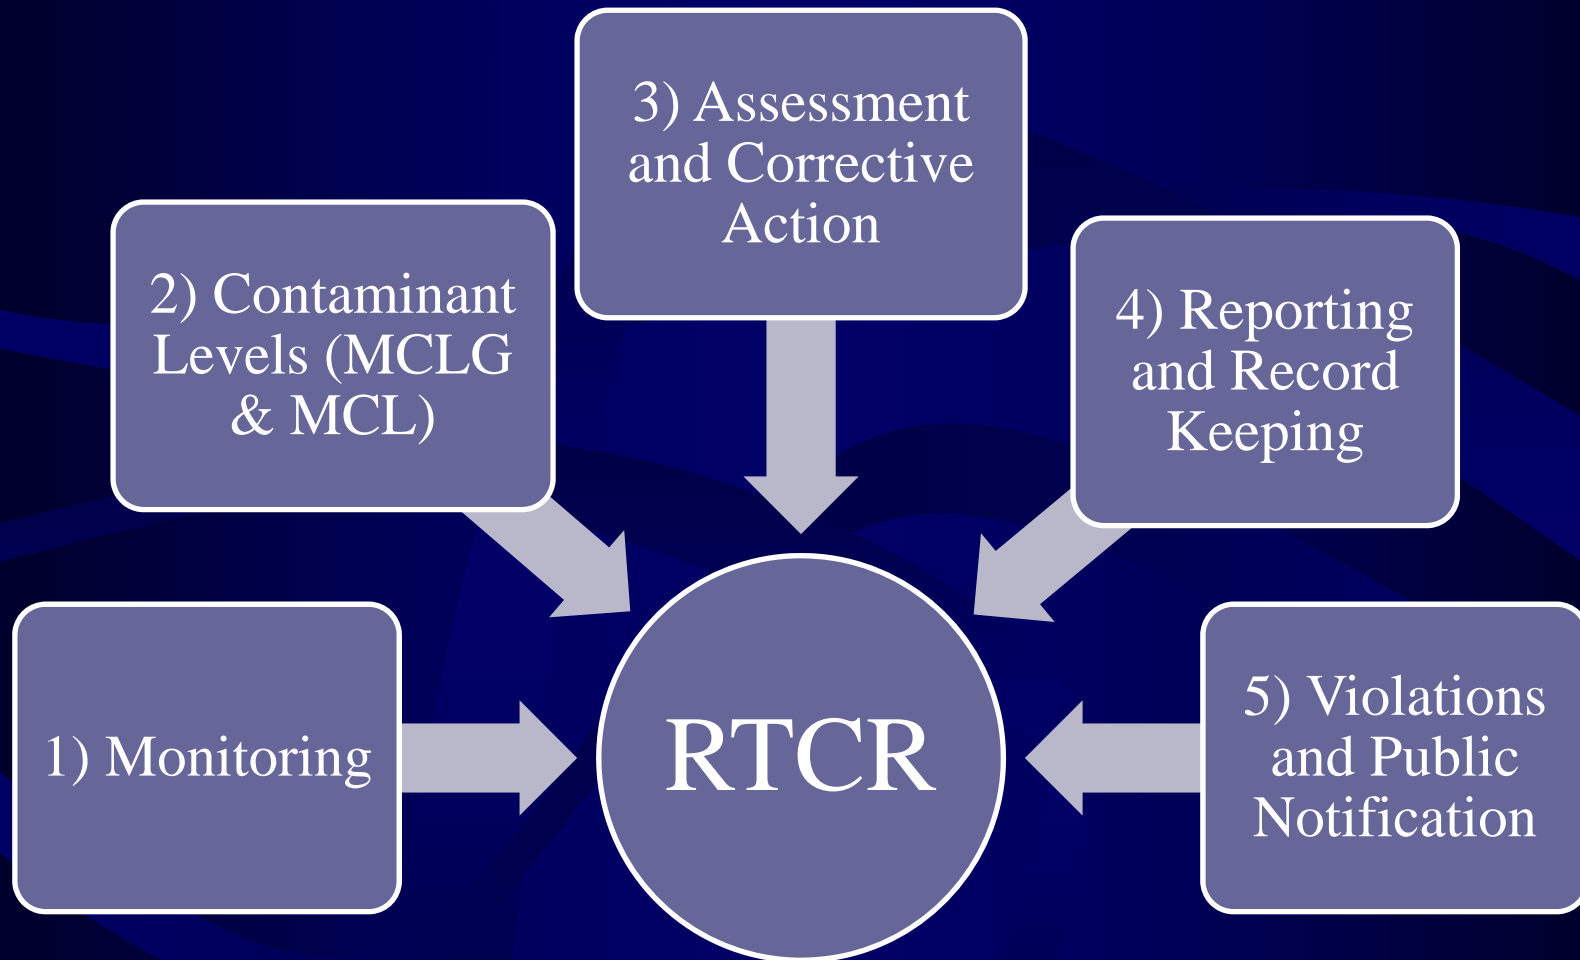 1) Monitoring
2) Contaminant
Levels (MCLG
& MCL)
3) Assessment
and Corrective
Action
4) Reporting
and Record
Keeping
5) Violations
and Public
Notification
RTCR